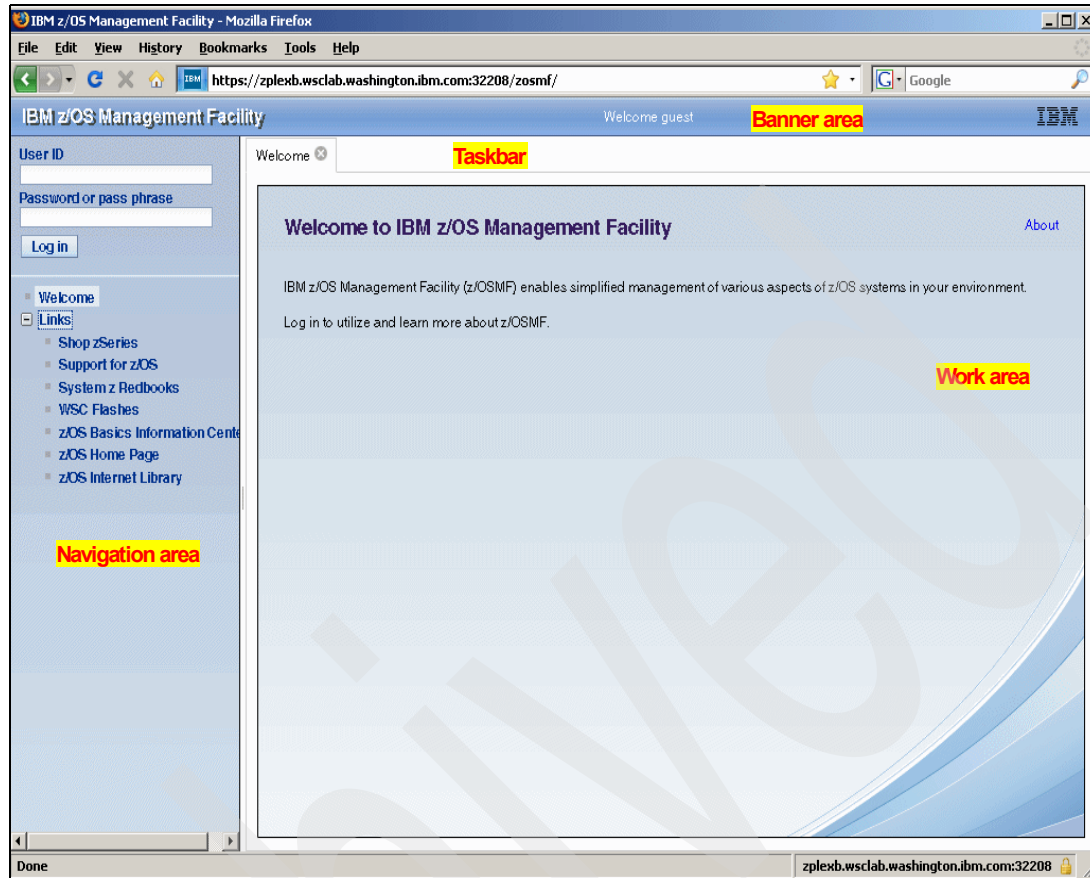 IBM z/OS Management Facility - Mozilla Firefox
File Edit View History Bookmarks Tools Help
https://zplexb.wsclab.washington.ibm.com:32208/zosmf/
Google
IBM z/OS Management Facility
Welcome guest
Banner area
IBM
User ID
Password or pass phrase
Log in
Welcome
Links
Shop zSeries
Support for z/OS
System z Redbooks
WSC Flashes
z/OS Basics Information Cente
z/OS Home Page
z/OS Internet Library
Navigation area
Welcome
Taskbar
Welcome to IBM z/OS Management Facility
About
IBM z/OS Management Facility (z/OSMF) enables simplified management of various aspects of z/OS systems in your environment.
Log in to utilize and learn more about z/OSMF.
Work area
Done
zplexb.wsclab.washington.ibm.com:32208